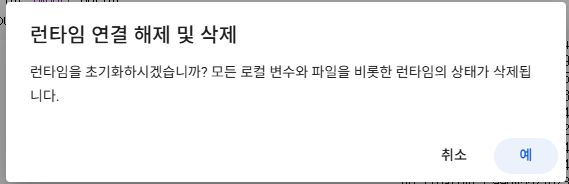 런타임 연결 해제 및 삭제
런타임을 초기화하시겠습니까? 모든 로컬 변수와 파일을 비롯한 런타임의 상태가 삭제됩
니다.
취소
예